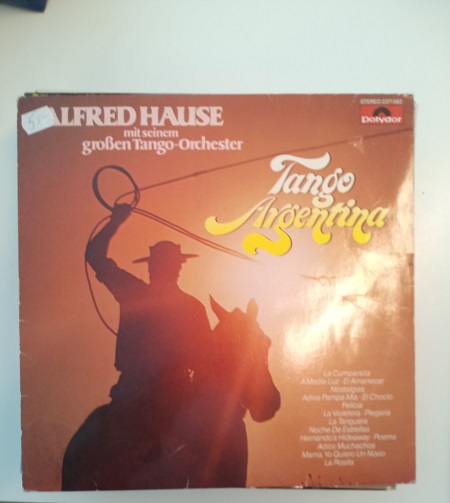 ALFRED HAUSE
mit seinem
großen Tango-Orchester
Polydor
Tango
Argentina
La Cumparsita
A Media Luz · El Amanecer
Nostalgias
Adios Pampa Mia · El Choclo
Felicia
La Violetera · Plegaria
La Tanguera
Noche De Estrellas
Hernando's Hideaway · Poema
Adios Muchachos
Mama, Yo Quiero Un Novio
La Rosita